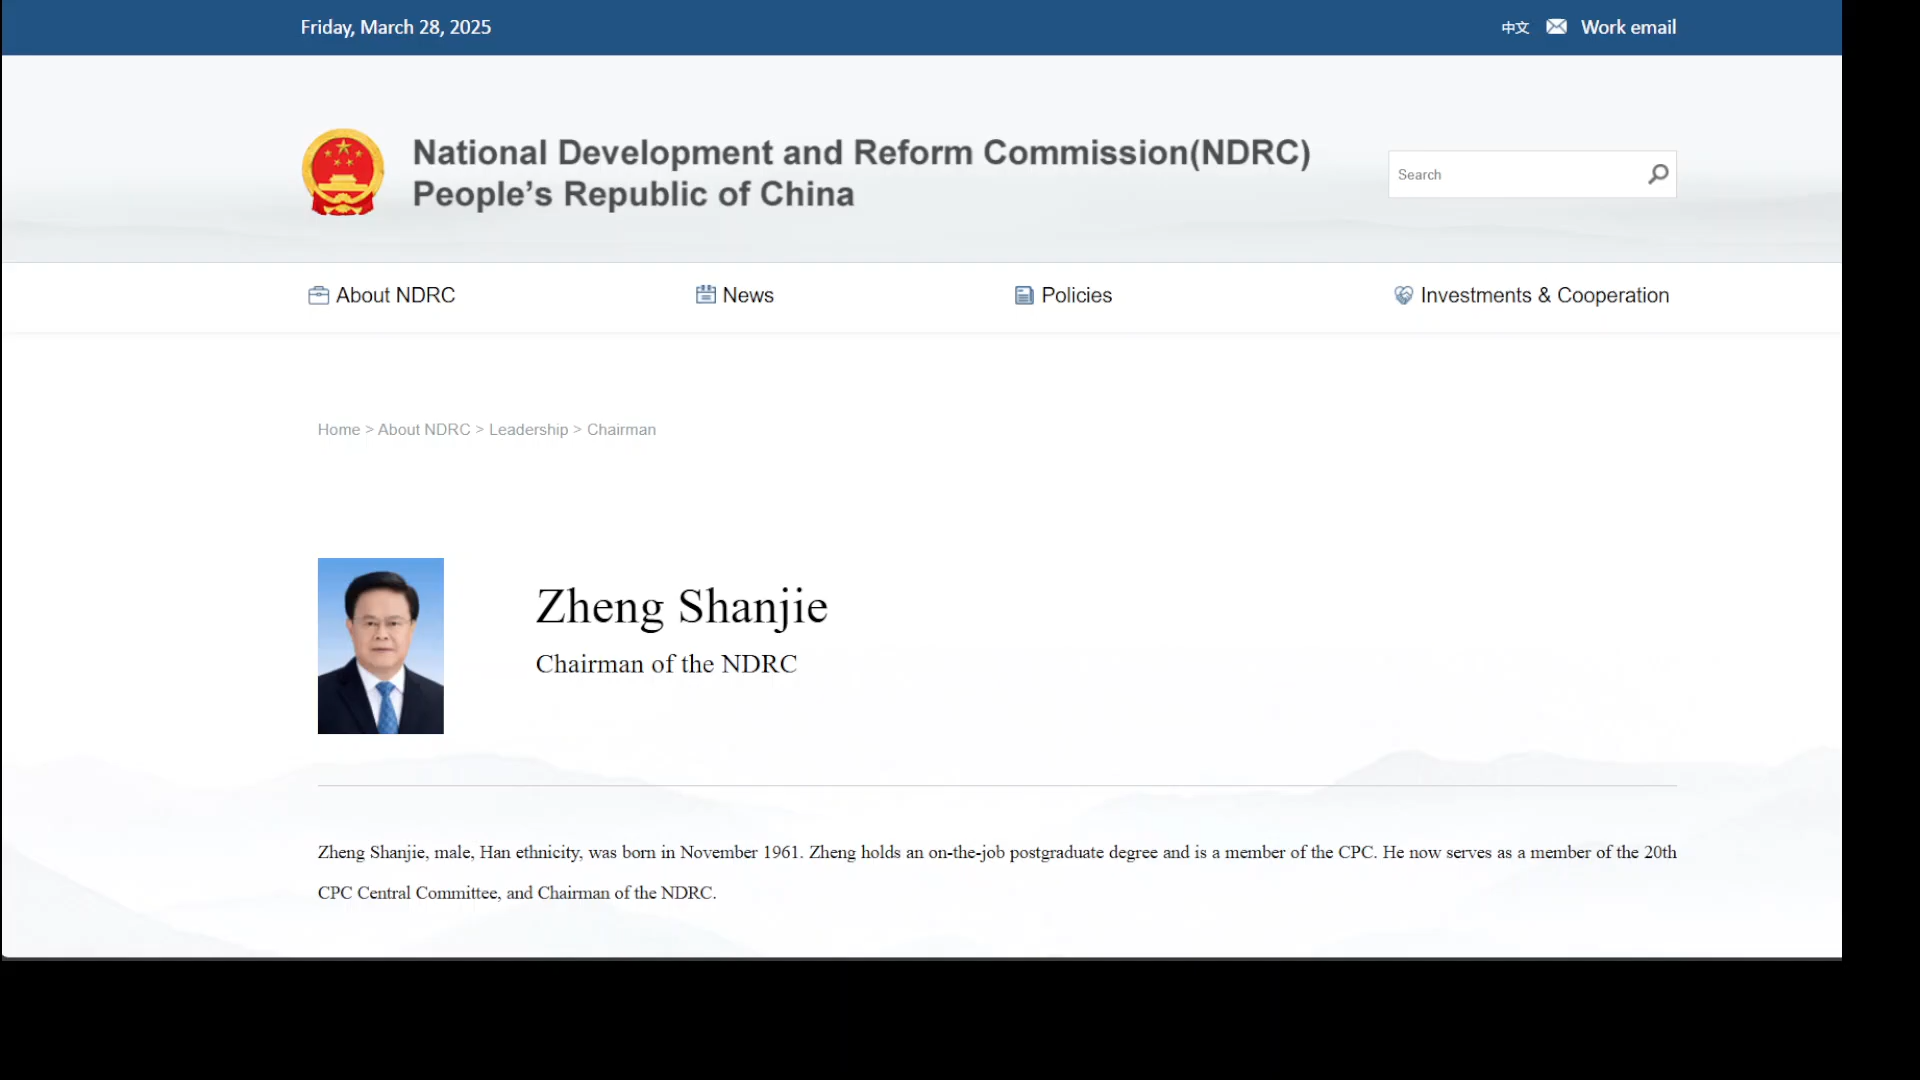 Friday, March 28, 2025
中文 Work email
National Development and Reform Commission(NDRC)
People’s Republic of China
Search
About NDRC News Policies Investments & Cooperation
Home > About NDRC > Leadership > Chairman
Zheng Shanjie
Chairman of the NDRC
Zheng Shanjie, male, Han ethnicity, was born in November 1961. Zheng holds an on-the-job postgraduate degree and is a member of the CPC. He now serves as a member of the 20th
CPC Central Committee, and Chairman of the NDRC.